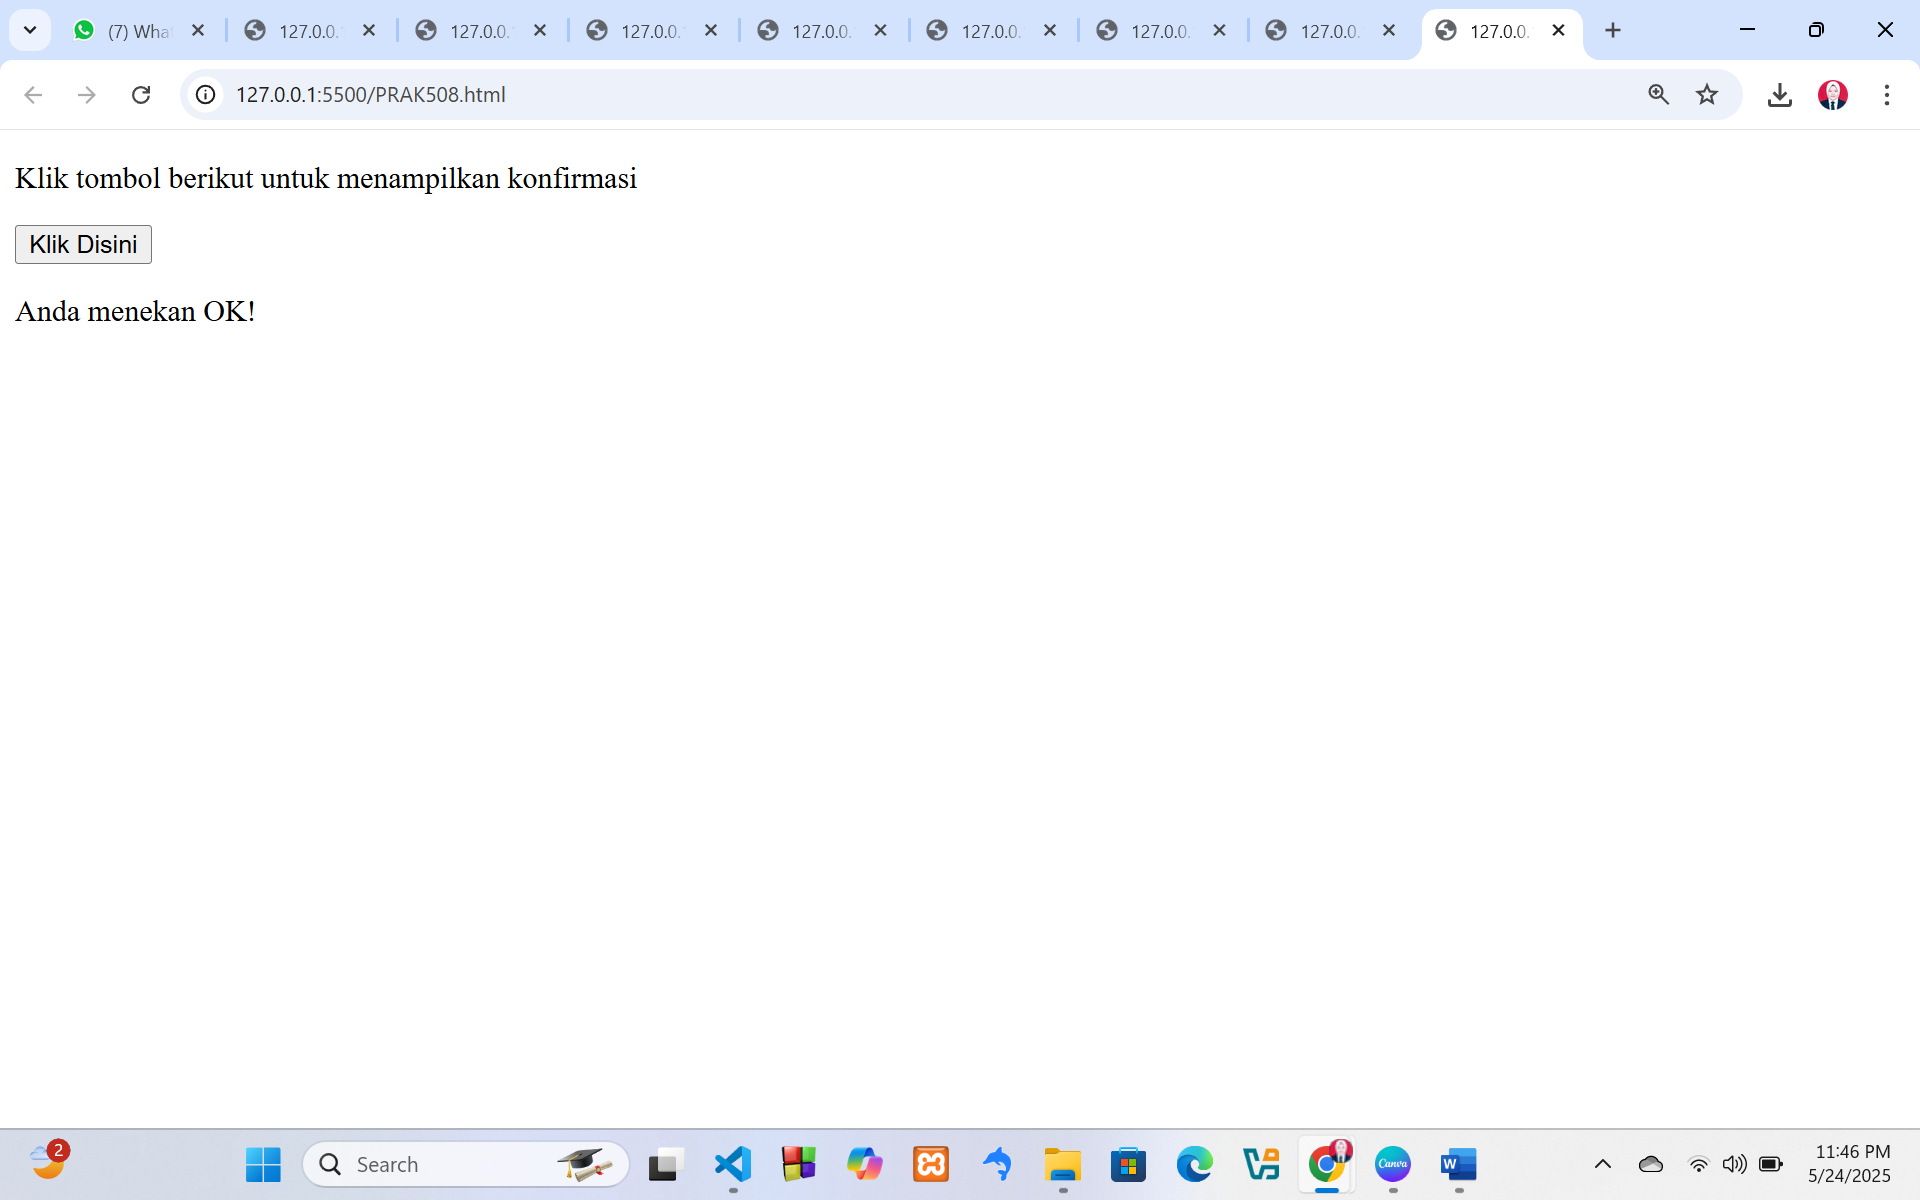 (7) Wha
127.0.0.
127.0.0.
127.0.0.
127.0.0.
127.0.0.
127.0.0.
127.0.0.
127.0.0.
127.0.0.1:5500/PRAK508.html
Klik tombol berikut untuk menampilkan konfirmasi
Klik Disini
Anda menekan OK!
2
Search
Canva
W
11:46 PM
5/24/2025